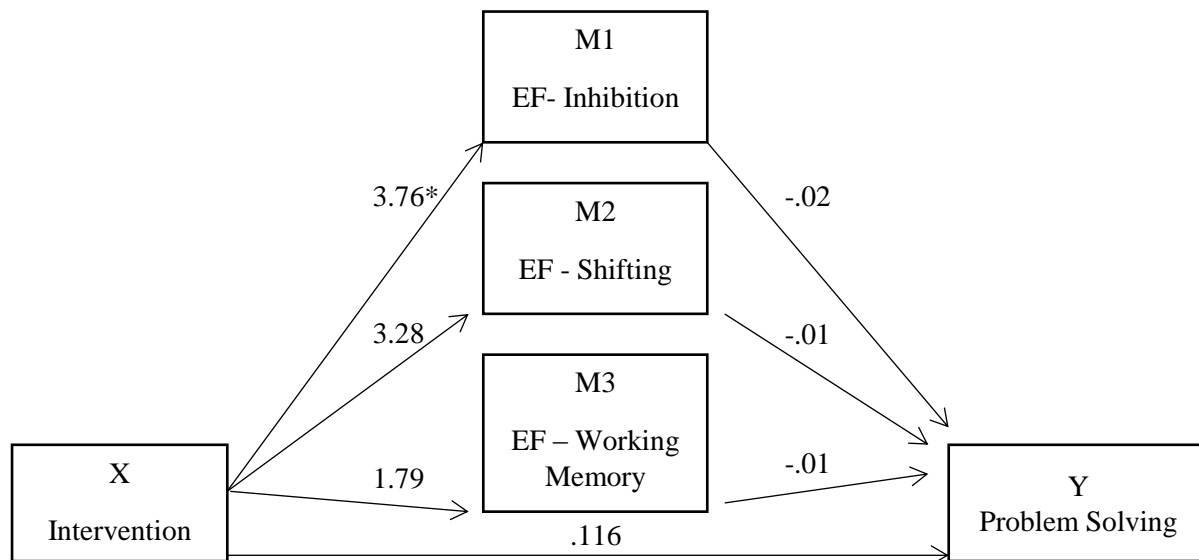 M1
EF- Inhibition
3.76*
-.02
M2
EF - Shifting
3.28
-.01
M3
EF – Working
Memory
1.79
-.01
X
Intervention
.116
Y
Problem Solving